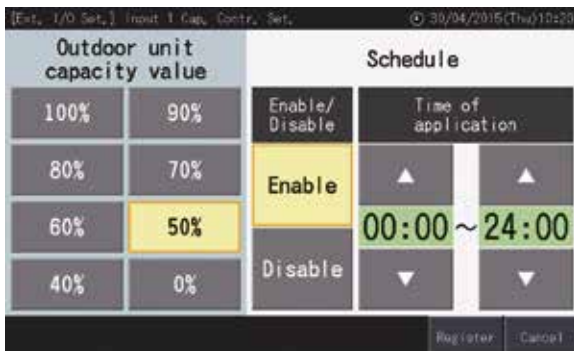 [Ext. I/O Set.] Input 1 Cap. Contr. Set.
30/04/2015(Thu)10:20
Outdoor unit
capacity value
Schedule
100%
90%
Enable/
Disable
Time of
application
80%
70%
Enable
60%
50%
00:00 ~ 24:00
40%
0%
Disable
Register
Cancel